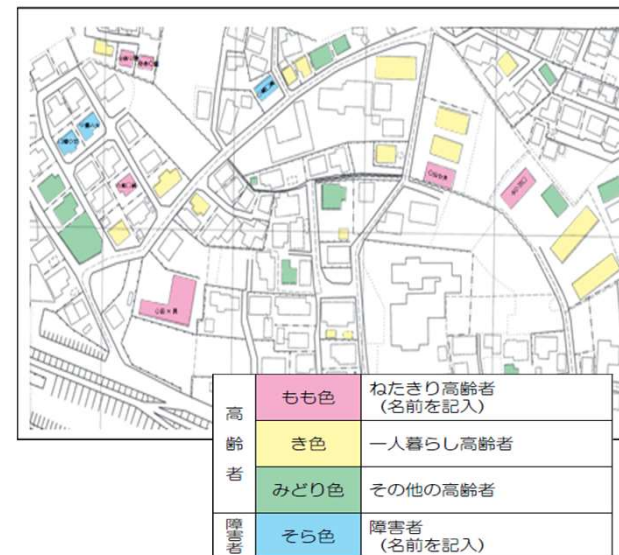 高齢者
もも色
ねたきり高齢者
(名前を記入)
き色
一人暮らし高齢者
みどり色
その他の高齢者
障害者
そら色
障害者
(名前を記入)